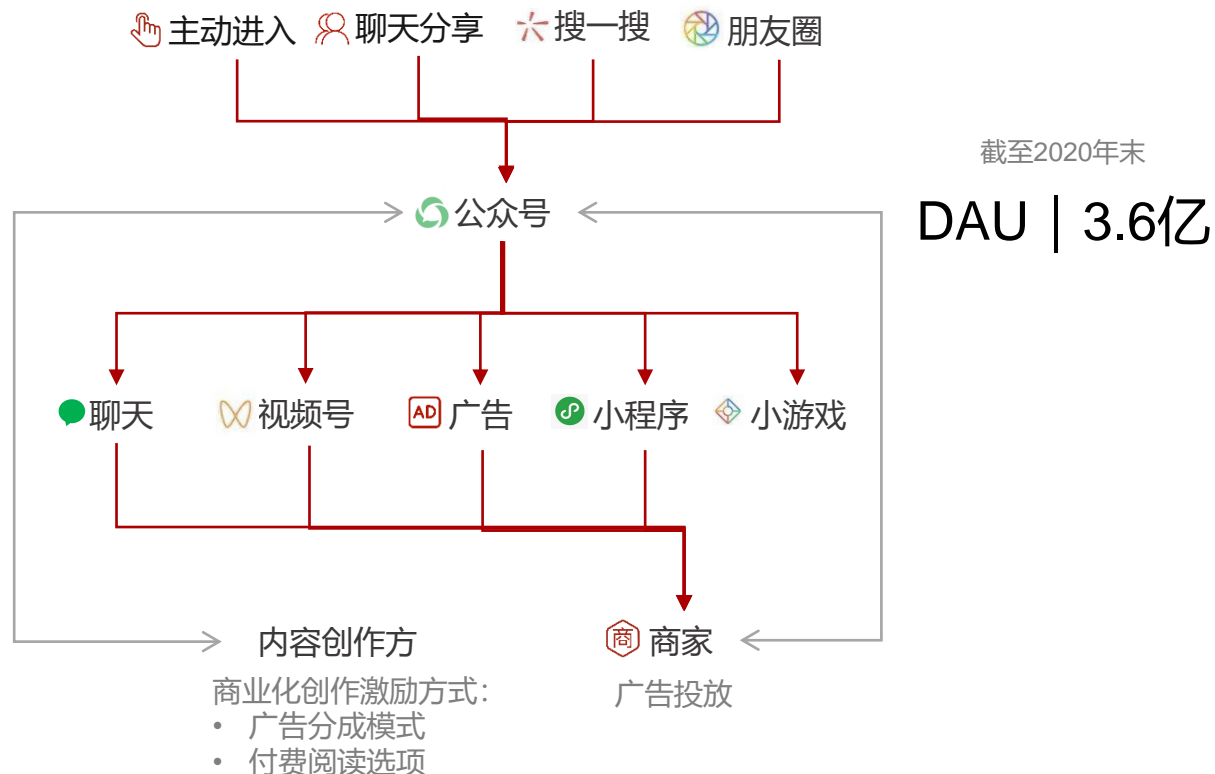 主动进入
聊天分享
搜一搜
朋友圈
截至2020年末
DAU｜3.6亿
公众号
聊天
视频号
AD 广告
小程序
小游戏
内容创作方
商 商家
商业化创作激励方式：
• 广告分成模式
• 付费阅读选项
广告投放